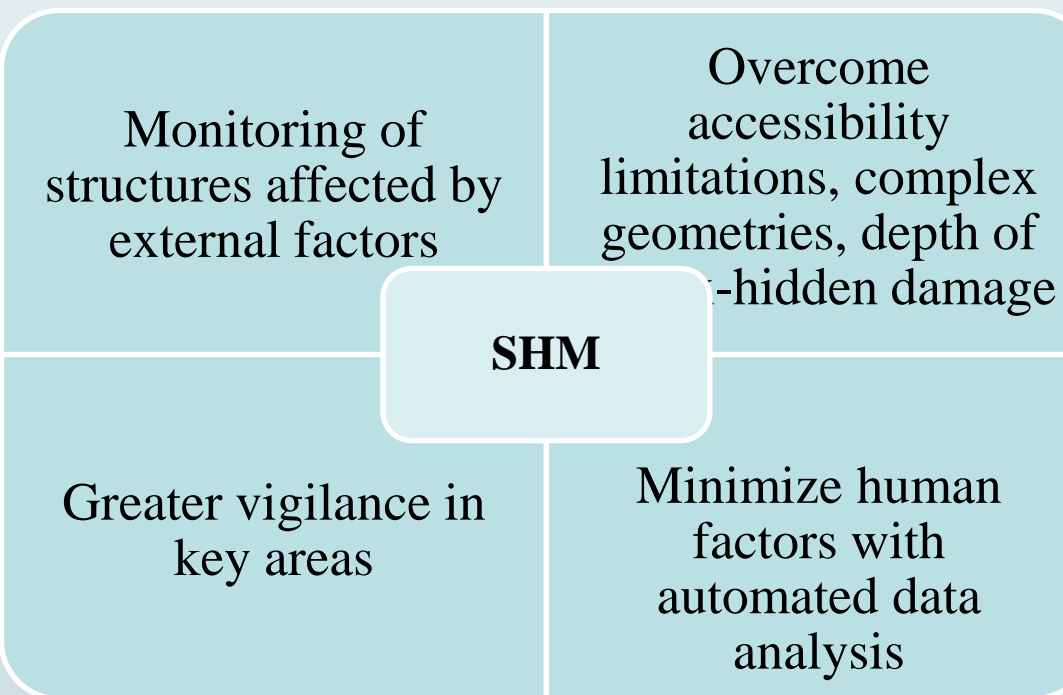 Monitoring of
structures affected by
external factors
Overcome
accessibility
limitations, complex
geometries, depth of
-hidden damage
SHM
Greater vigilance in
key areas
Minimize human
factors with
automated data
analysis